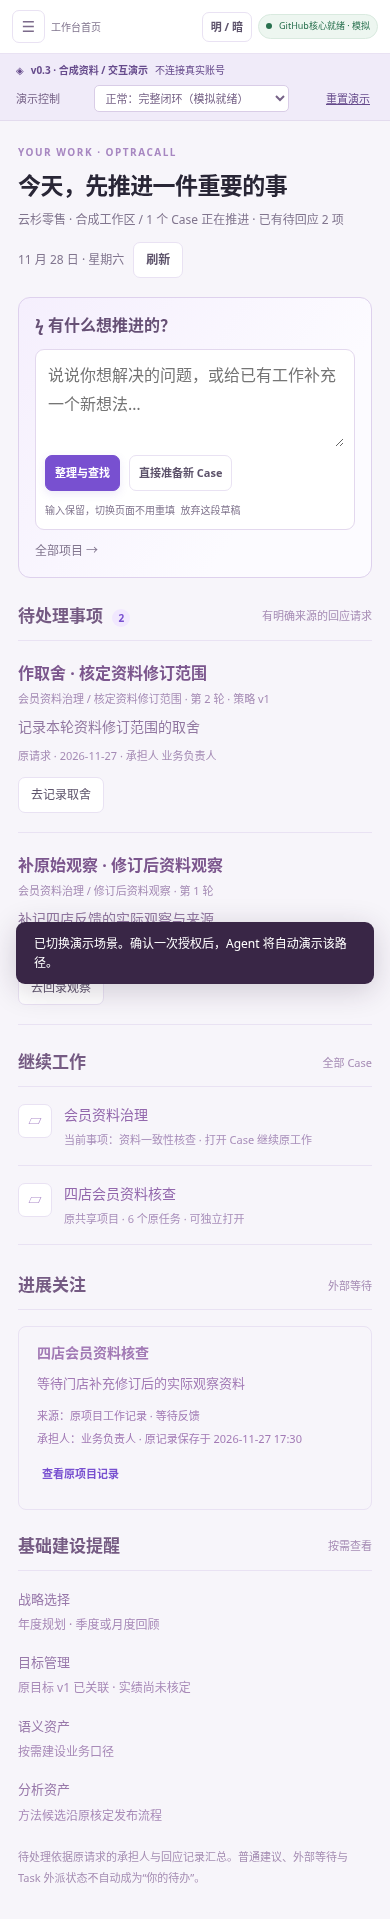 工作台首页
明 / 暗
GitHub核心就绪 · 模拟
v0.3 · 合成资料 / 交互演示 不连接真实账号
演示控制
正常：完整闭环（模拟就绪）
重置演示
YOUR WORK · OPTRACALL
今天，先推进一件重要的事
云杉零售 · 合成工作区 / 1 个 Case 正在推进 · 已有待回应 2 项
11 月 28 日 · 星期六
刷新
有什么想推进的？
说说你想解决的问题，或给已有工作补充
一个新想法...
整理与查找
直接准备新 Case
输入保留，切换页面不用重填 放弃这段草稿
全部项目 →
待处理事项 2
有明确来源的回应请求
作取舍 · 核定资料修订范围
会员资料治理 / 核定资料修订范围 · 第 2 轮 · 策略 v1
记录本轮资料修订范围的取舍
原请求 · 2026-11-27 · 承担人 业务负责人
去记录取舍
补原始观察 · 修订后资料观察
会员资料治理 / 修订后资料观察 · 第 1 轮
补记四店反馈的实际观察与来源
已切换演示场景。确认一次授权后，Agent 将自动演示该路
径。
去回录观察
继续工作
全部 Case
会员资料治理
当前事项：资料一致性核查 · 打开 Case 继续原工作
四店会员资料核查
原共享项目 · 6 个原任务 · 可独立打开
进展关注
外部等待
四店会员资料核查
等待门店补充修订后的实际观察资料
来源：原项目工作记录 · 等待反馈
承担人：业务负责人 · 原记录保存于 2026-11-27 17:30
查看原项目记录
基础建设提醒
按需查看
战略选择
年度规划 · 季度或月度回顾
目标管理
原目标 v1 已关联 · 实绩尚未核定
语义资产
按需建设业务口径
分析资产
方法候选沿原核定发布流程
待处理依据原请求的承担人与回应记录汇总。普通建议、外部等待与
Task 外派状态不自动成为“你的待办”。